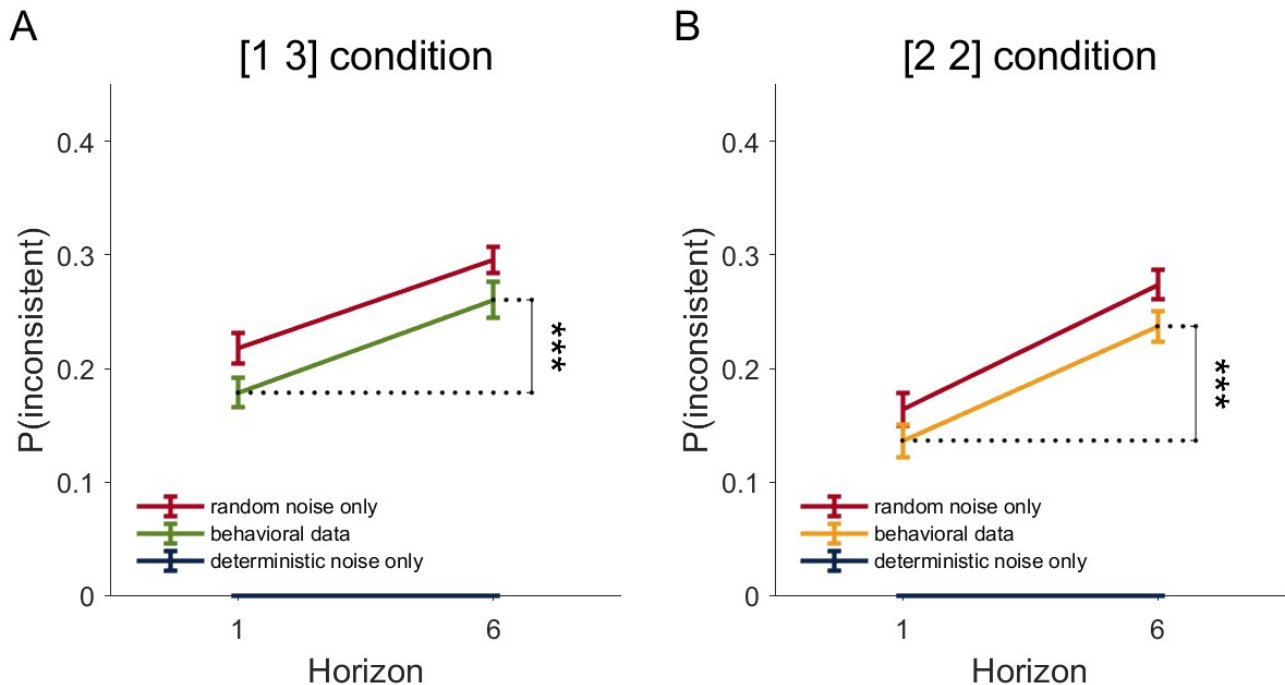 A
[1 3] condition
P(inconsistent)
0.4
0.3
0.2
0.1
0
***
random noise only
behavioral data
deterministic noise only
1
6
Horizon
B
[2 2] condition
P(inconsistent)
0.4
0.3
0.2
0.1
0
***
random noise only
behavioral data
deterministic noise only
1
6
Horizon